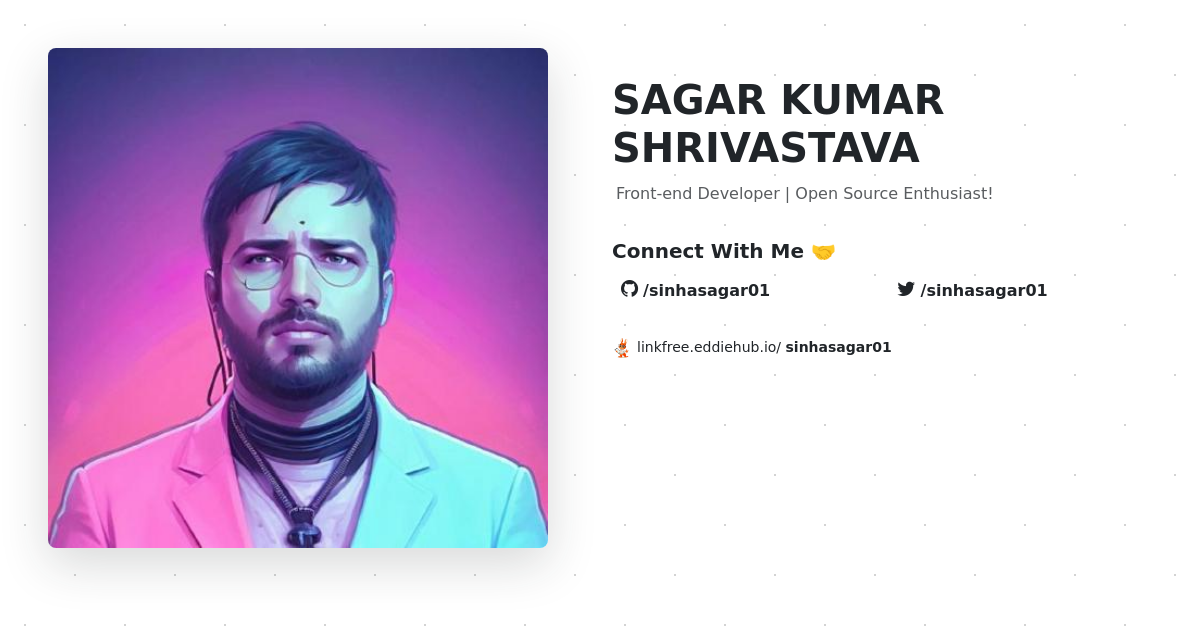 SAGAR KUMAR
SHRIVASTAVA
Front-end Developer | Open Source Enthusiast!
Connect With Me 🤝
/sinhasagar01 /sinhasagar01
linkfree.eddiehub.io/ sinhasagar01